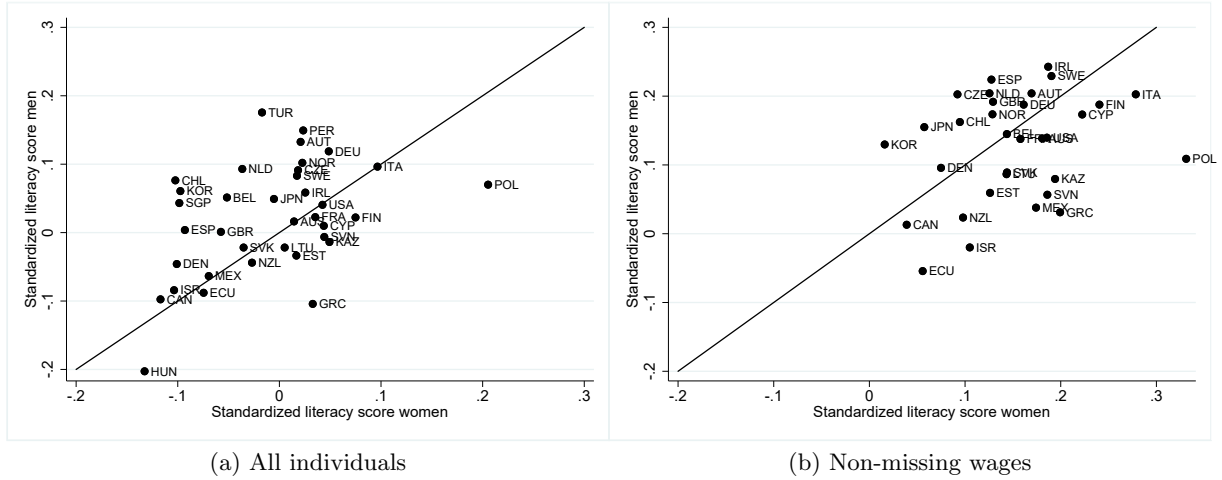 .3
.2
.1
0
-.1
-.2
Standardized literacy score men
TUR
PER
AUT
DEU
NOR
CZE
SWE
NLD
ITA
CHL
KOR
SGP
BEL
JPN
IRL
POL
USA
FRA
FIN
AUS
CYP
ESP
GBR
SVN
KAZ
SVK
LTU
EST
DEN
NZL
MEX
ISR
ECU
CAN
GRC
HUN
-.2 -.1 0 .1 .2 .3
Standardized literacy score women
(a) All individuals
.3
.2
.1
0
-.1
-.2
Standardized literacy score men
IRL
SWE
ESP
CZE
NLD
AUT
ITA
GBR
DEU
FIN
NOR
CYP
CHL
JPN
BEL
KOR
FRA
AUS
USA
POL
DEN
SVK
LTU
KAZ
EST
SVN
MEX
GRC
NZL
CAN
ISR
ECU
-.2 -.1 0 .1 .2 .3
Standardized literacy score women
(b) Non-missing wages